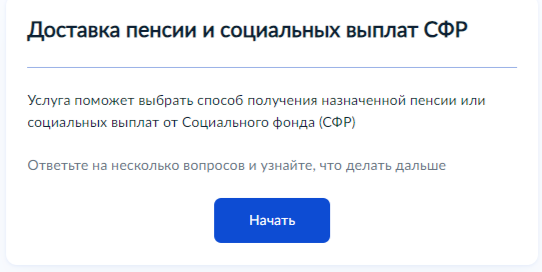 Доставка пенсии и социальных выплат СФР
Услуга поможет выбрать способ получения назначенной пенсии или
социальных выплат от Социального фонда (СФР)
Ответьте на несколько вопросов и узнайте, что делать дальше
Начать